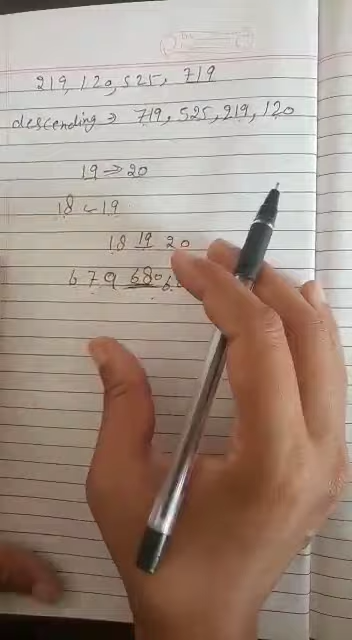 219, 120, 525, 719
descending → 719, 525, 219, 120
19 → 20
18 ← 19
18 19 20
679 680